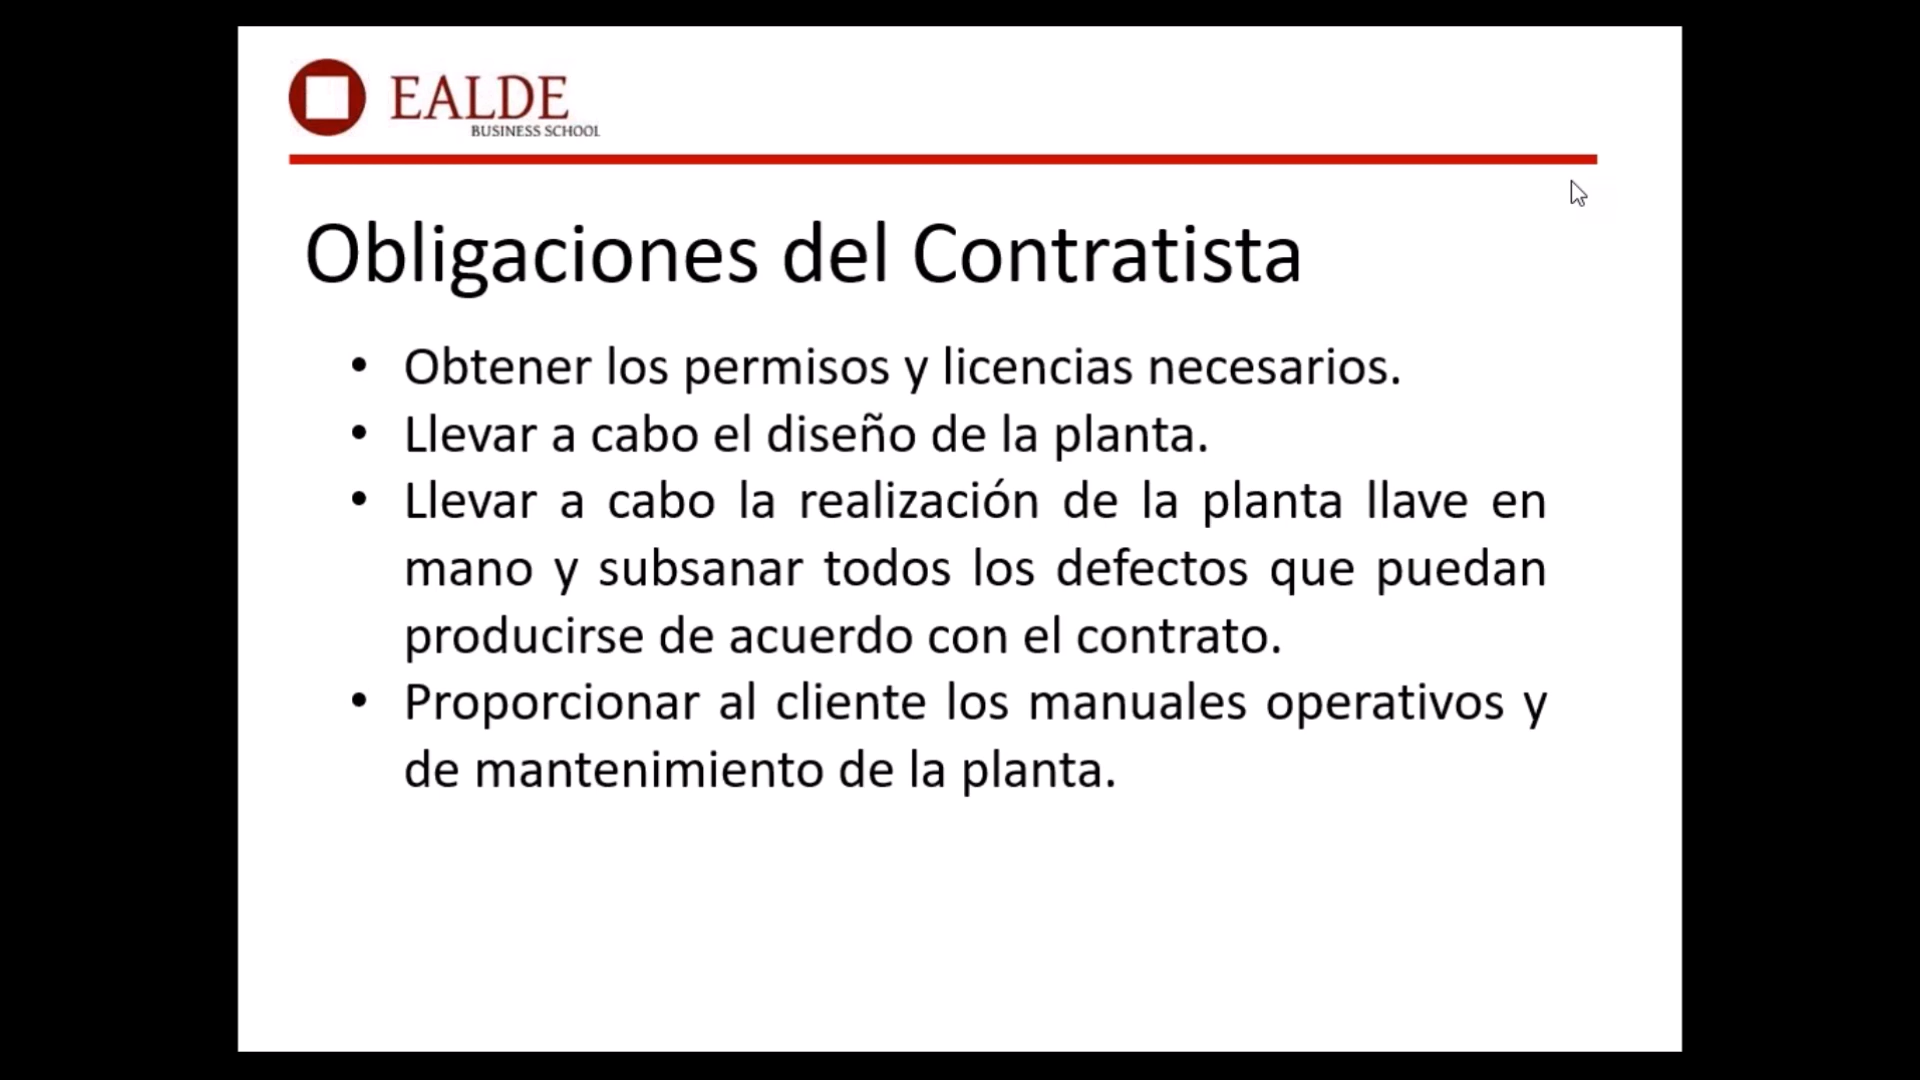 EALDE
BUSINESS SCHOOL
Obligaciones del Contratista
• Obtener los permisos y licencias necesarios.
• Llevar a cabo el diseño de la planta.
• Llevar a cabo la realización de la planta llave en
mano y subsanar todos los defectos que puedan
producirse de acuerdo con el contrato.
• Proporcionar al cliente los manuales operativos y
de mantenimiento de la planta.